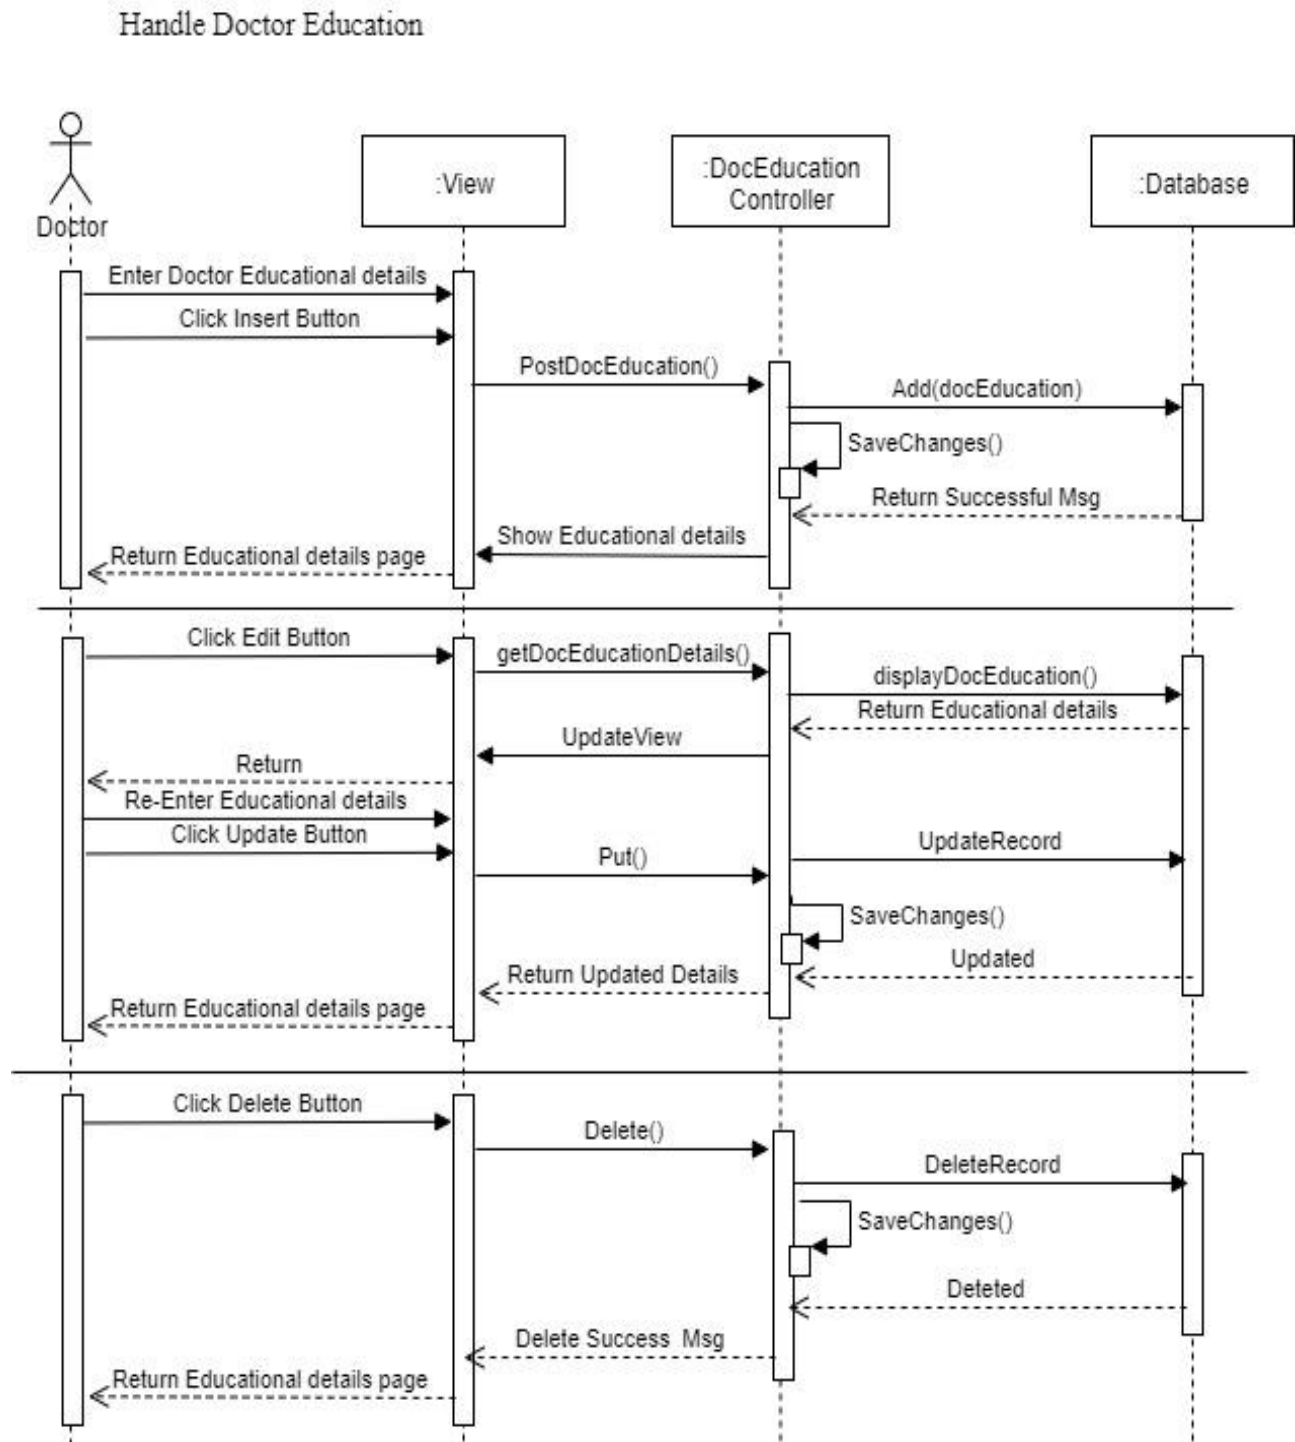 Handle Doctor Education
Doctor
:View
:DocEducation
Controller
:Database
Enter Doctor Educational details
Click Insert Button
PostDocEducation()
Add(docEducation)
SaveChanges()
Return Successful Msg
Show Educational details
Return Educational details page
Click Edit Button
getDocEducationDetails()
displayDocEducation()
Return Educational details
UpdateView
Return
Re-Enter Educational details
Click Update Button
Put()
UpdateRecord
SaveChanges()
Updated
Return Updated Details
Return Educational details page
Click Delete Button
Delete()
DeleteRecord
SaveChanges()
Deteted
Delete Success Msg
Return Educational details page